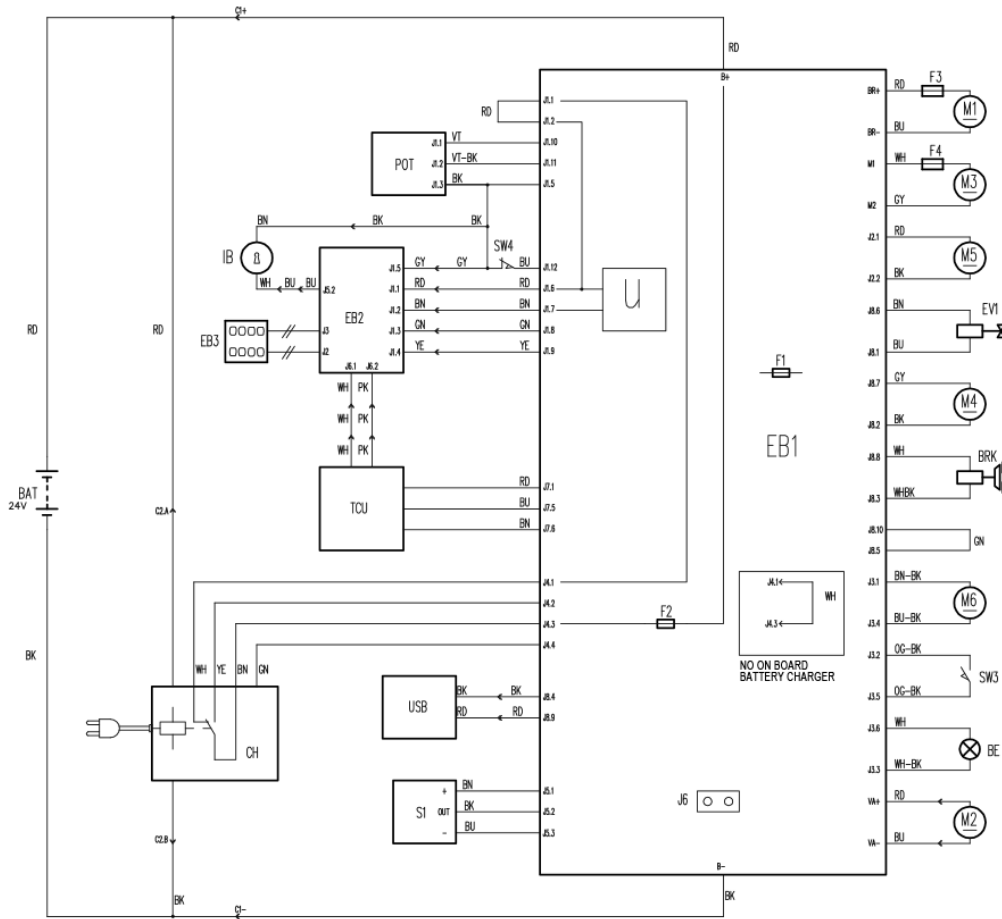 C1+
RD
B+
RD
J1.1
J1.2
POT
J1.1
VT
J1.10
J1.2
VT-BK
J1.11
J1.3
BK
J1.5
BN
BK
BK
IB
WH
BU
BU
J5.2
SW4
J1.5
GY
GY
BU
J1.12
J1.1
RD
RD
J1.6
J1.2
BN
BN
J1.7
EB2
J1.3
GN
GN
J1.8
J1.4
YE
YE
J1.9
U
EB3
J3
J2
J6.1
J6.2
WH
PK
WH
PK
WH
PK
TCU
RD
J7.1
BU
J7.5
BN
J7.6
RD
RD
BAT
24V
C2.A
BK
J4.1
J4.2
J4.3
J4.4
F2
WH
YE
BN
GN
CH
C2.B
BK
C1-
USB
BK
BK
J8.4
RD
RD
J8.9
S1
+
BN
J5.1
OUT
BK
J5.2
-
BU
J5.3
F1
EB1
J4.1
WH
J4.3
NO ON BOARD
BATTERY CHARGER
J6
B-
BK
BR+
RD
F3
M1
BR-
BU
M1
WH
F4
M3
M2
GY
J2.1
RD
M5
J2.2
BK
J8.6
BN
EV1
J8.1
BU
J8.7
GY
M4
J8.2
BK
J8.8
WH
BRK
J8.3
WHBK
J8.10
GN
J8.5
J3.1
BN-BK
M6
J3.4
BU-BK
J3.2
OG-BK
SW3
J3.5
OG-BK
J3.6
WH
BE
J3.3
WH-BK
VA+
RD
M2
VA-
BU